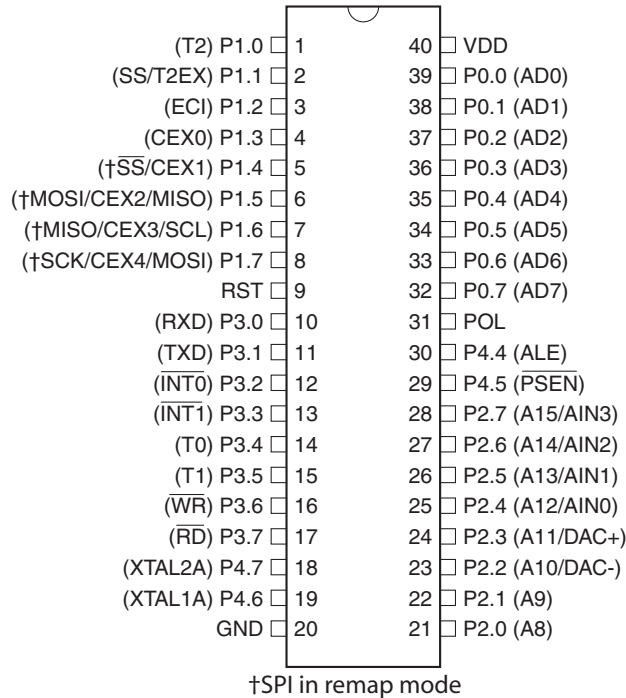 (T2) P1.0 1 40 VDD
(SS/T2EX) P1.1 2 39 P0.0 (AD0)
(ECI) P1.2 3 38 P0.1 (AD1)
(CEX0) P1.3 4 37 P0.2 (AD2)
(†S̅S̅/CEX1) P1.4 5 36 P0.3 (AD3)
(†MOSI/CEX2/MISO) P1.5 6 35 P0.4 (AD4)
(†MISO/CEX3/SCL) P1.6 7 34 P0.5 (AD5)
(†SCK/CEX4/MOSI) P1.7 8 33 P0.6 (AD6)
RST 9 32 P0.7 (AD7)
(RXD) P3.0 10 31 POL
(TXD) P3.1 11 30 P4.4 (ALE)
(I̅N̅T̅0̅) P3.2 12 29 P4.5 (P̅S̅E̅N̅)
(I̅N̅T̅1̅) P3.3 13 28 P2.7 (A15/AIN3)
(T0) P3.4 14 27 P2.6 (A14/AIN2)
(T1) P3.5 15 26 P2.5 (A13/AIN1)
(W̅R̅) P3.6 16 25 P2.4 (A12/AIN0)
(R̅D̅) P3.7 17 24 P2.3 (A11/DAC+)
(XTAL2A) P4.7 18 23 P2.2 (A10/DAC-)
(XTAL1A) P4.6 19 22 P2.1 (A9)
GND 20 21 P2.0 (A8)
†SPI in remap mode